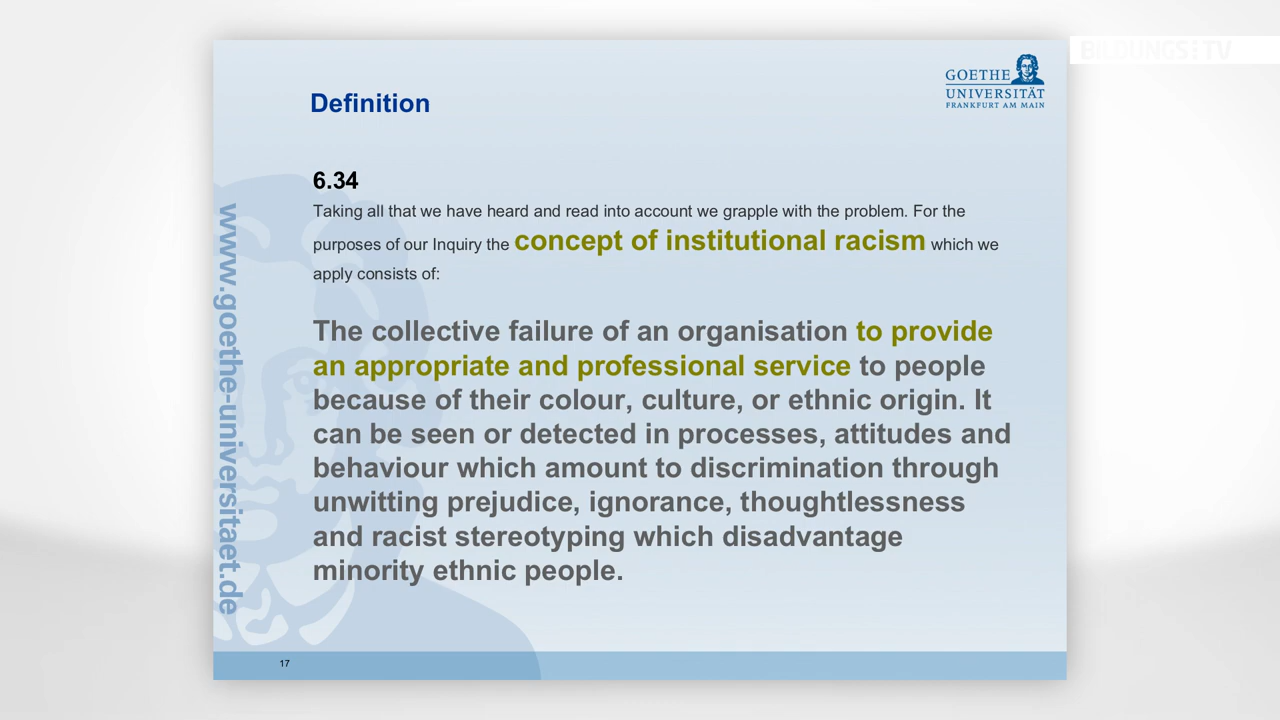 BILDUNGS:TV
GOETHE
UNIVERSITÄT
FRANKFURT AM MAIN
Definition
6.34
Taking all that we have heard and read into account we grapple with the problem. For the
purposes of our Inquiry the concept of institutional racism which we
apply consists of:
The collective failure of an organisation to provide
an appropriate and professional service to people
because of their colour, culture, or ethnic origin. It
can be seen or detected in processes, attitudes and
behaviour which amount to discrimination through
unwitting prejudice, ignorance, thoughtlessness
and racist stereotyping which disadvantage
minority ethnic people.
www.goethe-universitaet.de
17